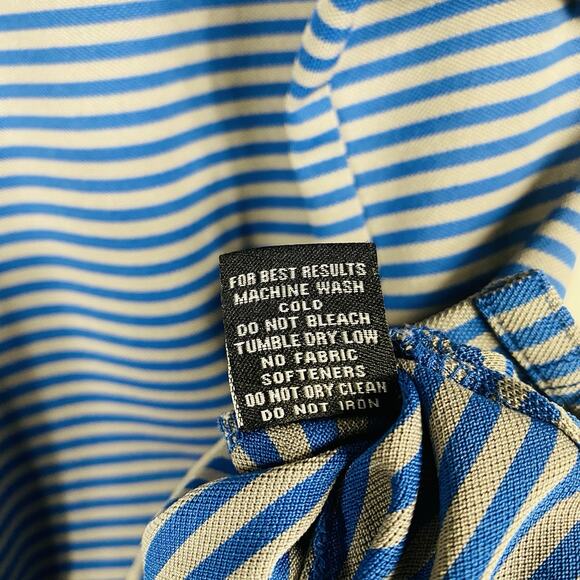 FOR BEST RESULTS
MACHINE WASH
COLD
DO NOT BLEACH
TUMBLE DRY LOW
NO FABRIC
SOFTENERS
DO NOT DRY CLEAN
DO NOT IRON